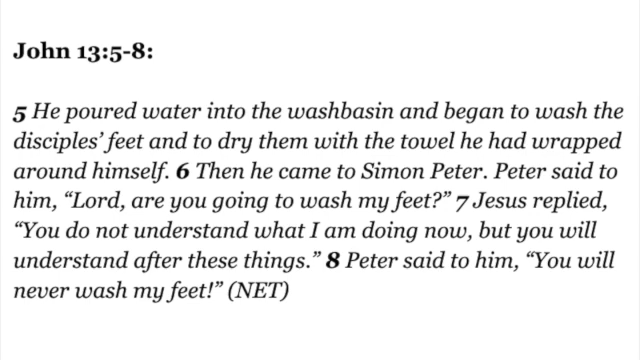 John 13:5-8:
5 He poured water into the washbasin and began to wash the
disciples’ feet and to dry them with the towel he had wrapped
around himself. 6 Then he came to Simon Peter. Peter said to
him, “Lord, are you going to wash my feet?” 7 Jesus replied,
“You do not understand what I am doing now, but you will
understand after these things.” 8 Peter said to him, “You will
never wash my feet!” (NET)